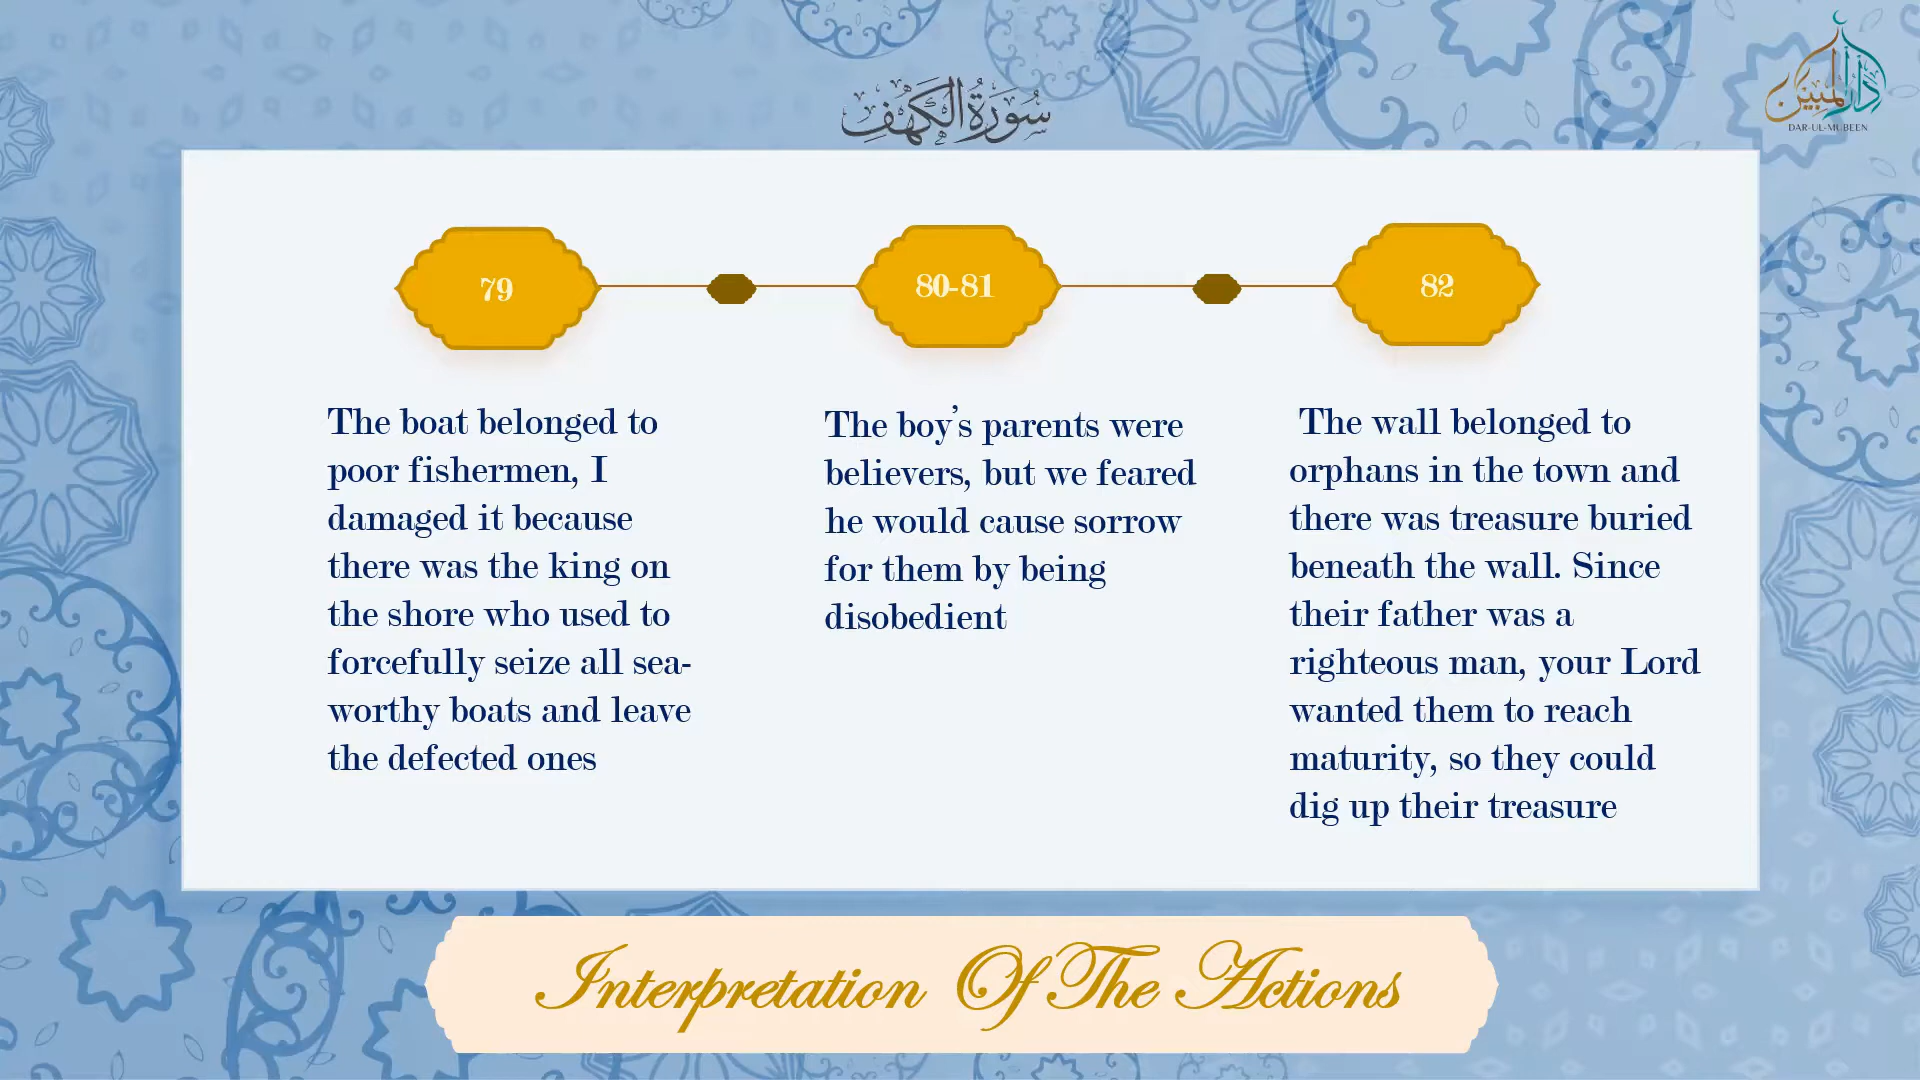 سُورَةُ الْكَهْفِ
دَارُ الْمُبِين
DAR-UL-MUBEEN
79
80-81
82
The boat belonged to
poor fishermen, I
damaged it because
there was the king on
the shore who used to
forcefully seize all sea-
worthy boats and leave
the defected ones
The boy's parents were
believers, but we feared
he would cause sorrow
for them by being
disobedient
The wall belonged to
orphans in the town and
there was treasure buried
beneath the wall. Since
their father was a
righteous man, your Lord
wanted them to reach
maturity, so they could
dig up their treasure
Interpretation Of The Actions